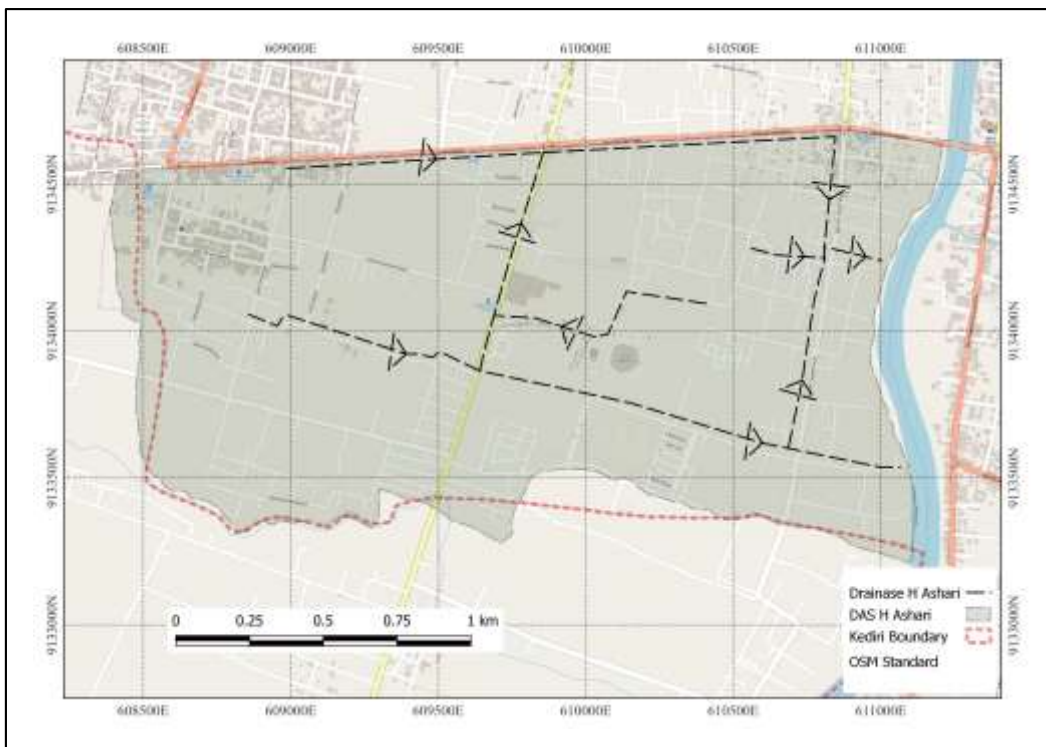 608500E 609000E 609500E 610000E 610500E 611000E
9134500N 9134500N
9134000N 9134000N
9133500N 9133500N
9133000N 9133000N
Drainase H Ashari
DAS H Ashari
Kediri Boundary
OSM Standard
0 0.25 0.5 0.75 1 km
608500E 609000E 609500E 610000E 610500E 611000E